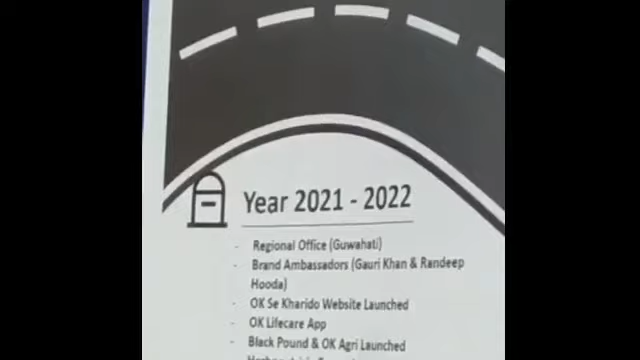 Year 2021 - 2022
- Regional Office (Guwahati)
- Brand Ambassadors (Gauri Khan & Randeep
Hooda)
- OK Se Kharido Website Launched
- OK Lifecare App
- Black Pound & OK Agri Launched